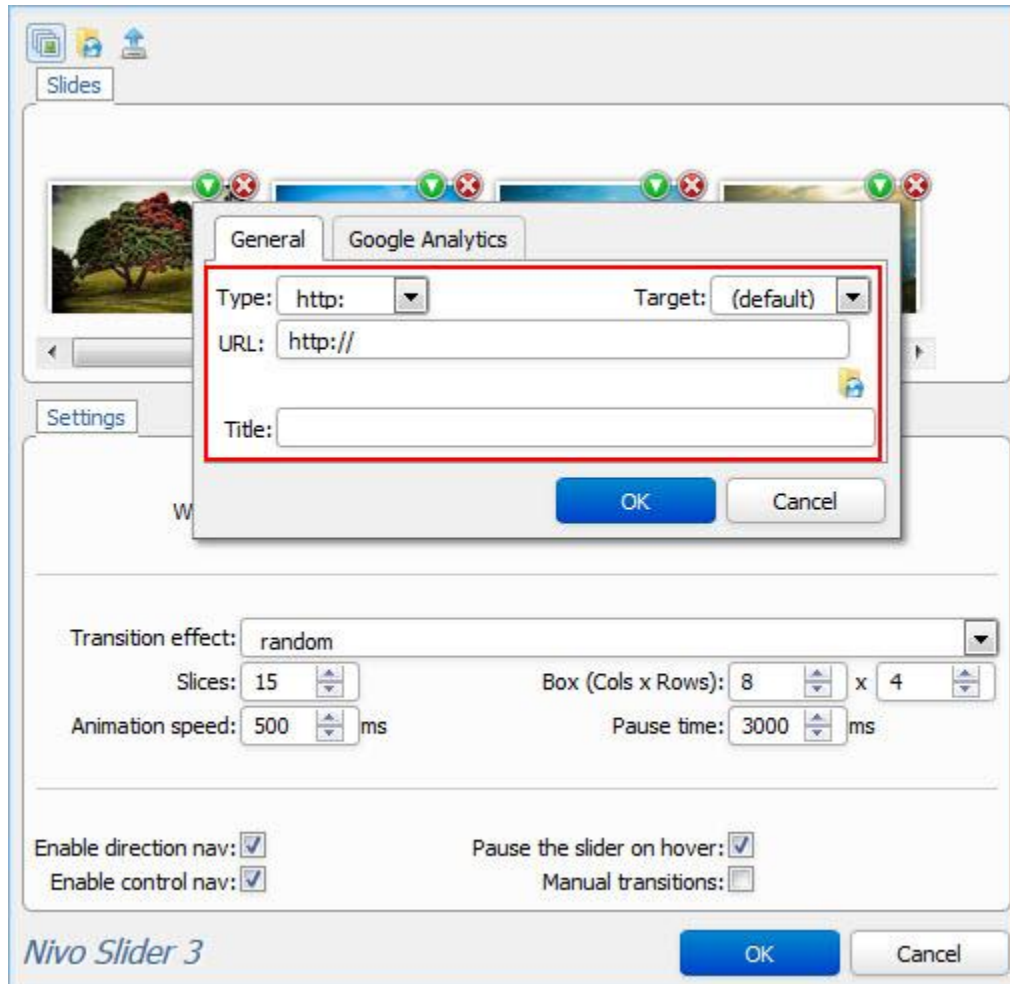 Slides
General Google Analytics
Type: http: Target: (default)
URL: http://
Settings
Title:
OK Cancel
W
Transition effect: random
Slices: 15 Box (Cols x Rows): 8 x 4
Animation speed: 500 ms Pause time: 3000 ms
Enable direction nav: Pause the slider on hover:
Enable control nav: Manual transitions:
Nivo Slider 3 OK Cancel